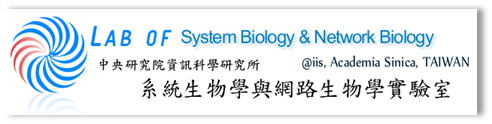 LAB OF System Biology & Network Biology
中央研究院資訊科學研究所 @iis, Academia Sinica, TAIWAN
系統生物學與網路生物學實驗室